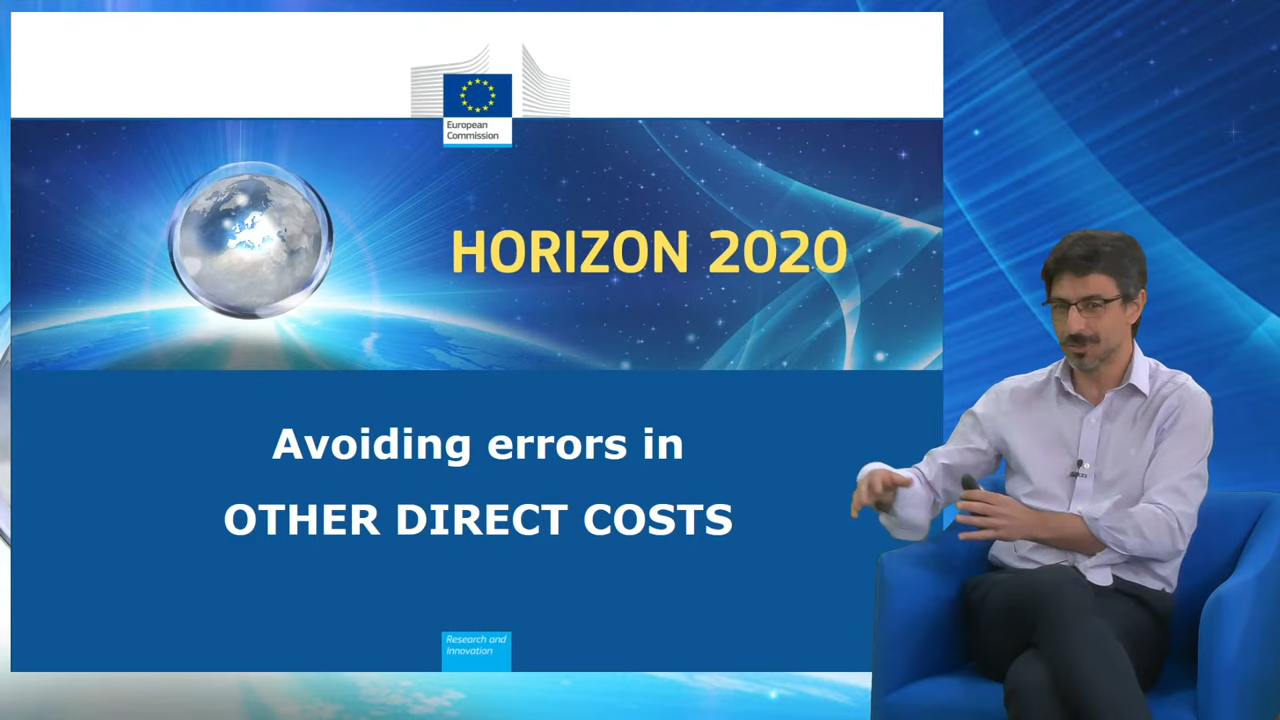 European
Commission
HORIZON 2020
Avoiding errors in
OTHER DIRECT COSTS
Research and
Innovation